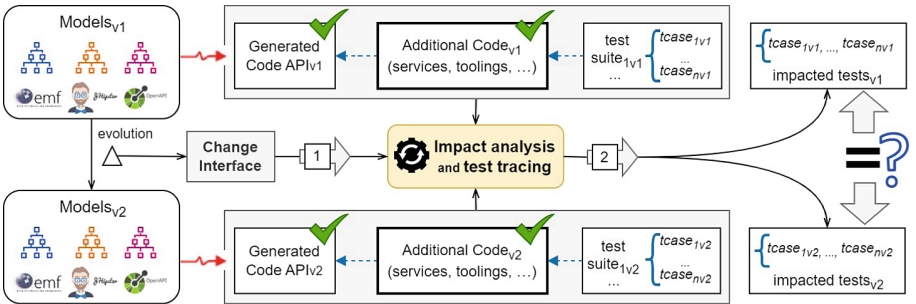 Modelsv1
emf
JHipster
OpenAPI
Generated
Code APIv1
Additional Codev1
(services, toolings, ...)
test
suite1v1
...
{ tcase1v1
...
tcasenv1
{ tcase1v1, ..., tcasenv1
impacted testsv1
evolution
Change
Interface
1
Impact analysis
and test tracing
2
= ?
Modelsv2
emf
JHipster
OpenAPI
Generated
Code APIv2
Additional Codev2
(services, toolings, ...)
test
suite1v2
...
{ tcase1v2
...
tcasenv2
{ tcase1v2, ..., tcasenv2
impacted testsv2